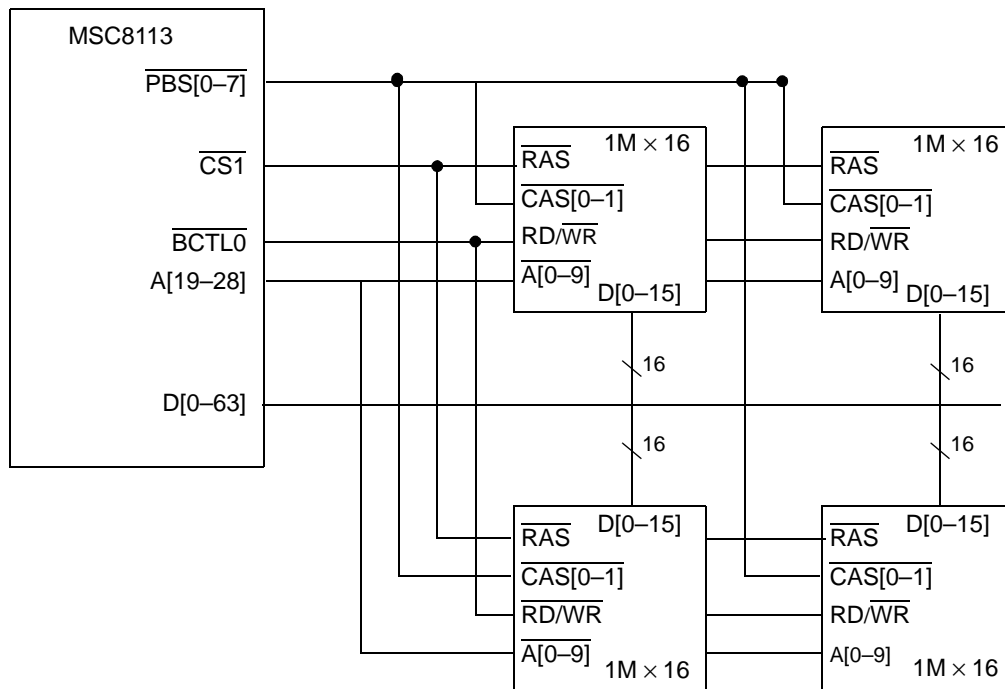 MSC8113
PBS[0–7]
CS1
BCTL0
A[19–28]
D[0–63]
1M × 16
RAS
CAS[0–1]
RD/WR
A[0–9]
D[0–15]
1M × 16
RAS
CAS[0–1]
RD/WR
A[0–9]
D[0–15]
16
16
16
16
D[0–15]
RAS
CAS[0–1]
RD/WR
A[0–9]
1M × 16
D[0–15]
RAS
CAS[0–1]
RD/WR
A[0–9]
1M × 16